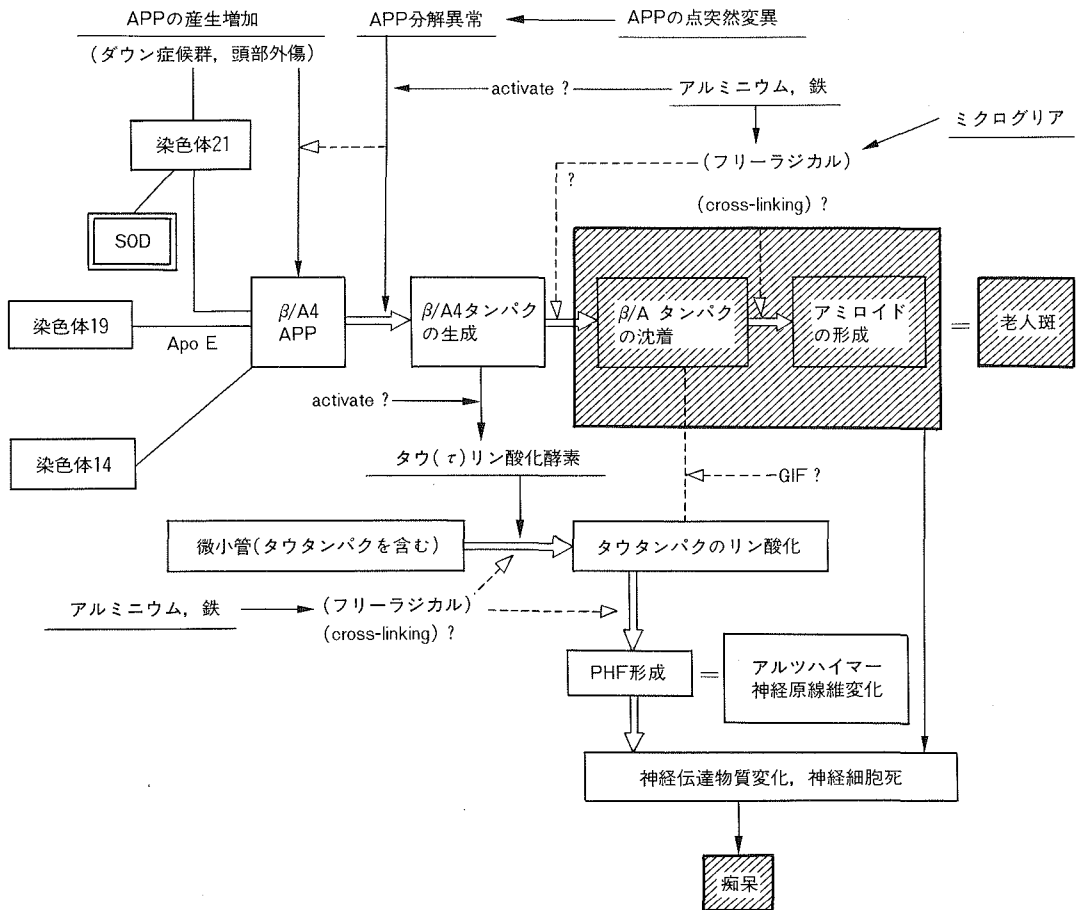 APPの産生増加
(ダウン症候群，頭部外傷)
APP分解異常
APPの点突然変異
activate ?
アルミニウム，鉄
ミクログリア
染色体21
(フリーラジカル)
?
(cross-linking) ?
SOD
染色体19
Apo E
β/A4
APP
β/A4タンパク
の生成
β/A タンパク
の沈着
アミロイド
の形成
=
老人斑
activate ?
染色体14
タウ(τ)リン酸化酵素
GIF ?
微小管(タウタンパクを含む)
タウタンパクのリン酸化
アルミニウム，鉄
(フリーラジカル)
(cross-linking) ?
PHF形成
=
アルツハイマー
神経原線維変化
神経伝達物質変化，神経細胞死
痴呆